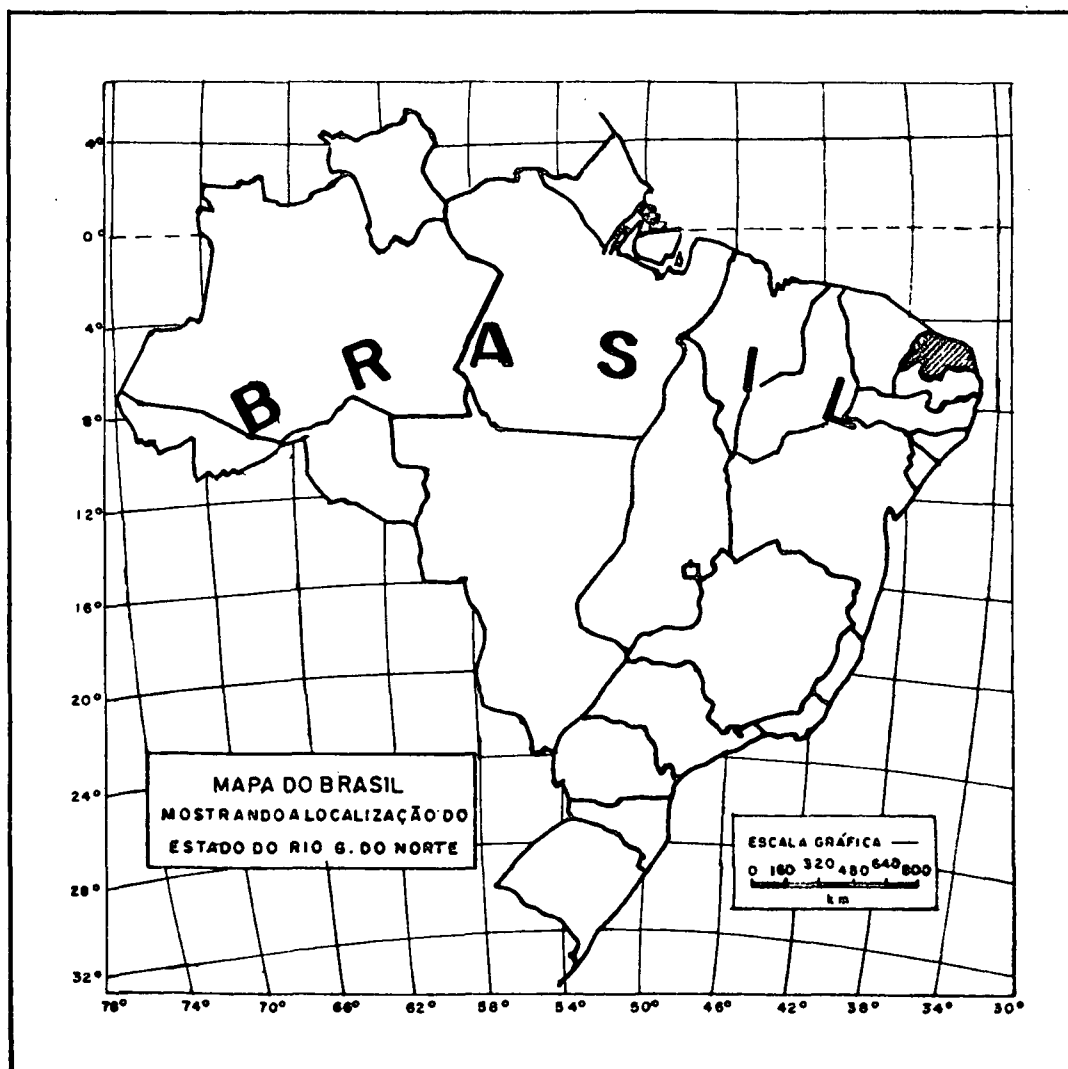 4°
0°
4°
8°
12°
16°
20°
24°
28°
32°
BRASIL
MAPA DO BRASIL
MOSTRANDO A LOCALIZAÇÃO DO
ESTADO DO RIO G. DO NORTE
ESCALA GRÁFICA
0 160 320 480 640 800
km
78° 74° 70° 66° 62° 58° 54° 50° 46° 42° 38° 34° 30°